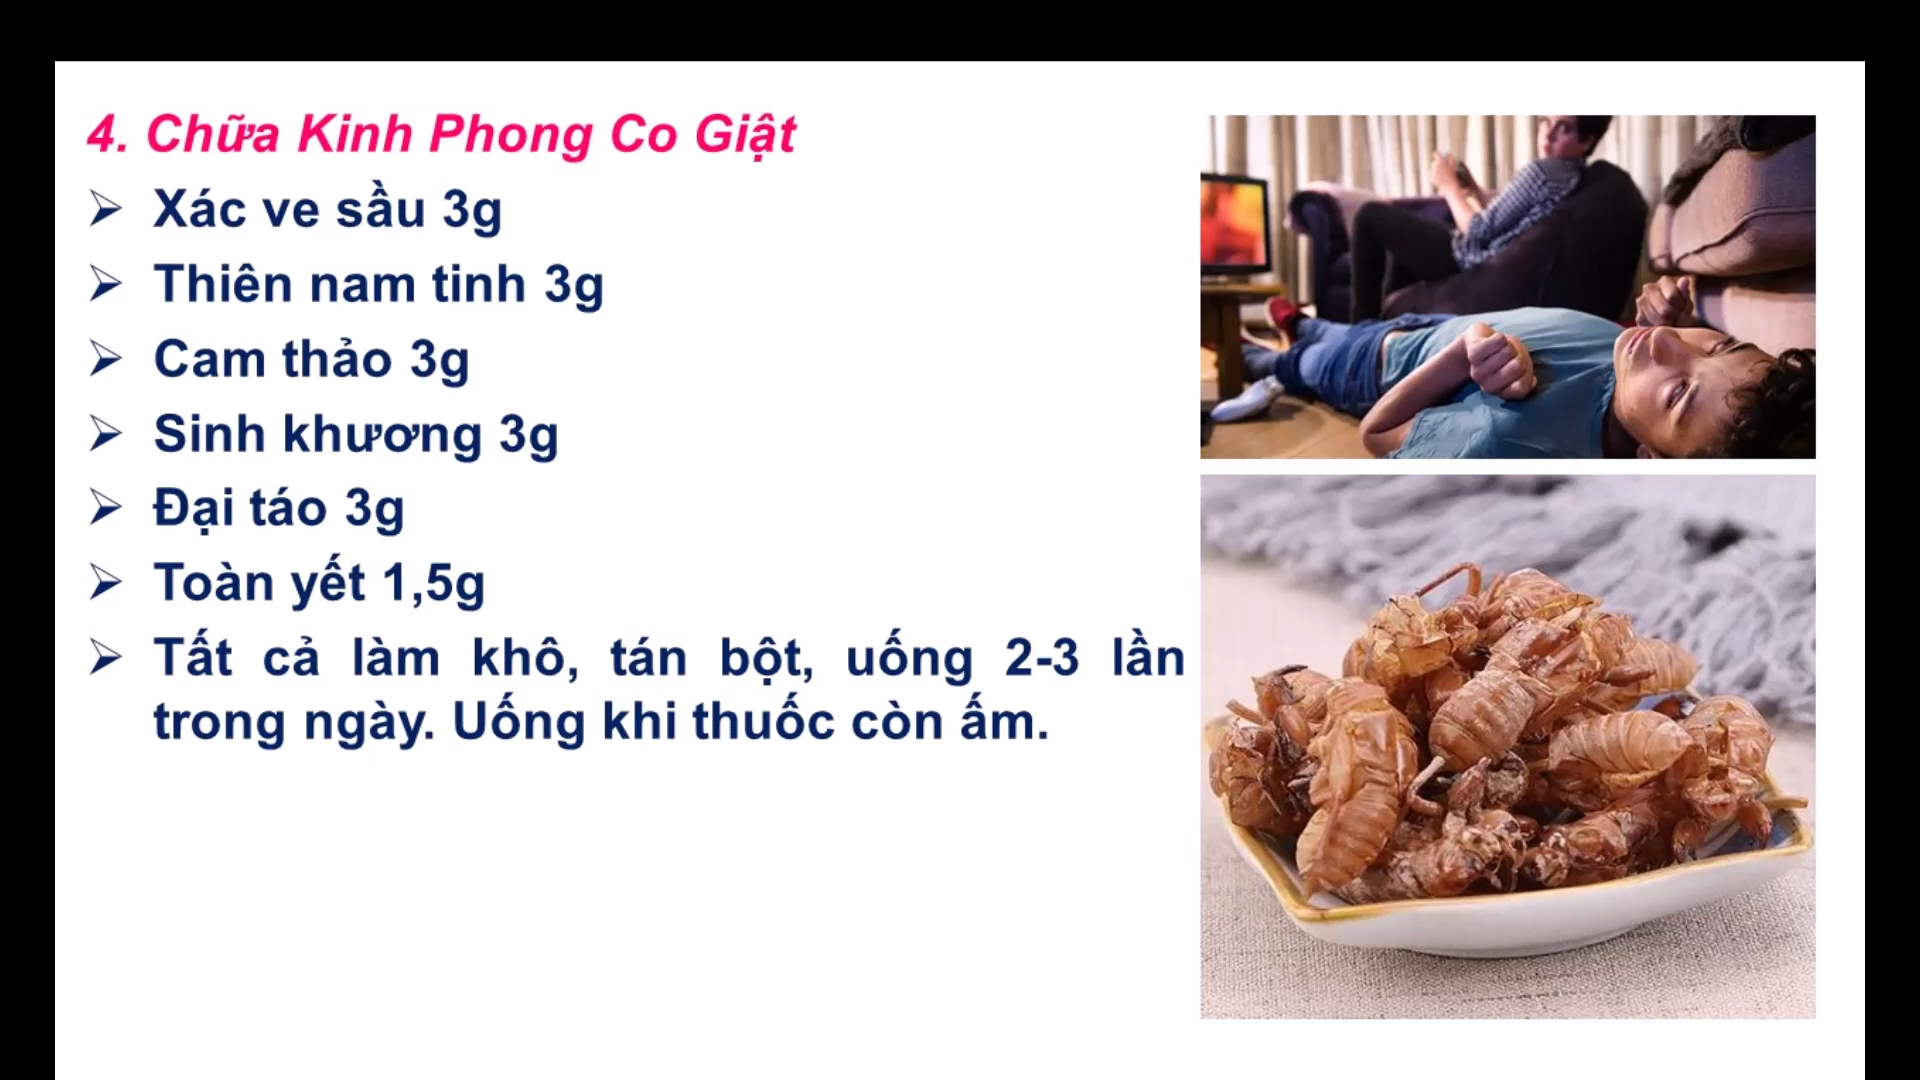 4. Chữa Kinh Phong Co Giật
➢ Xác ve sầu 3g
➢ Thiên nam tinh 3g
➢ Cam thảo 3g
➢ Sinh khương 3g
➢ Đại táo 3g
➢ Toàn yết 1,5g
➢ Tất cả làm khô, tán bột, uống 2-3 lần
trong ngày. Uống khi thuốc còn ấm.